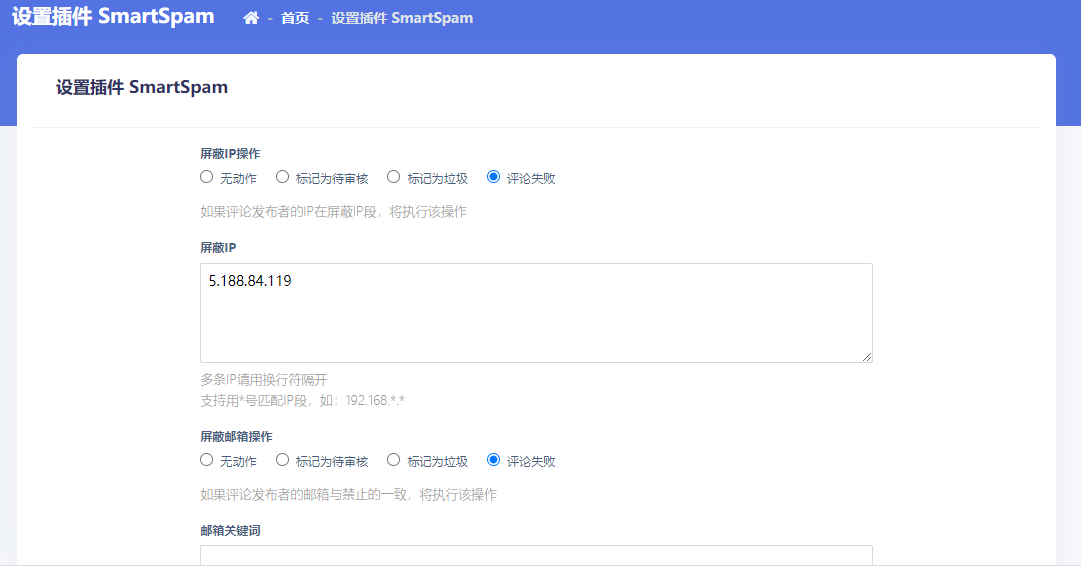 设置插件 SmartSpam - 首页 - 设置插件 SmartSpam
设置插件 SmartSpam
屏蔽IP操作
无动作 标记为待审核 标记为垃圾 评论失败
如果评论发布者的IP在屏蔽IP段，将执行该操作
屏蔽IP
5.188.84.119
多条IP请用换行符隔开
支持用*号匹配IP段，如：192.168.*.*
屏蔽邮箱操作
无动作 标记为待审核 标记为垃圾 评论失败
如果评论发布者的邮箱与禁止的一致，将执行该操作
邮箱关键词